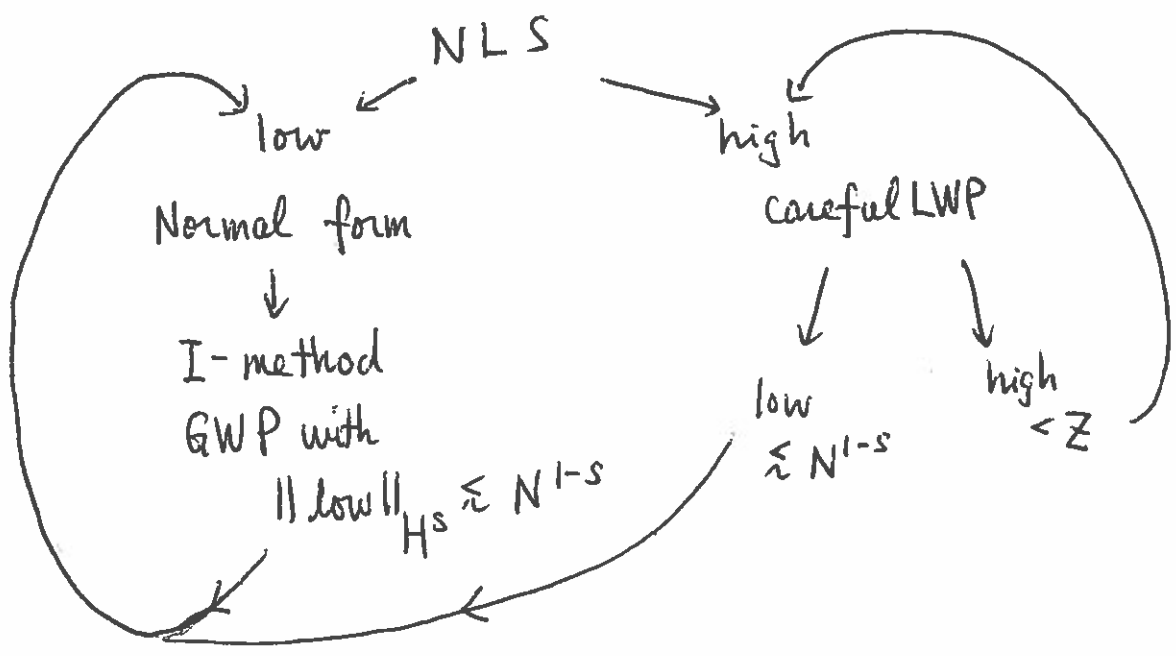 NLS
low
high
Normal form
careful LWP
I-method
GWP with
||low||_{H^s} ≲ N^{1-s}
low
≲ N^{1-s}
high
< Z